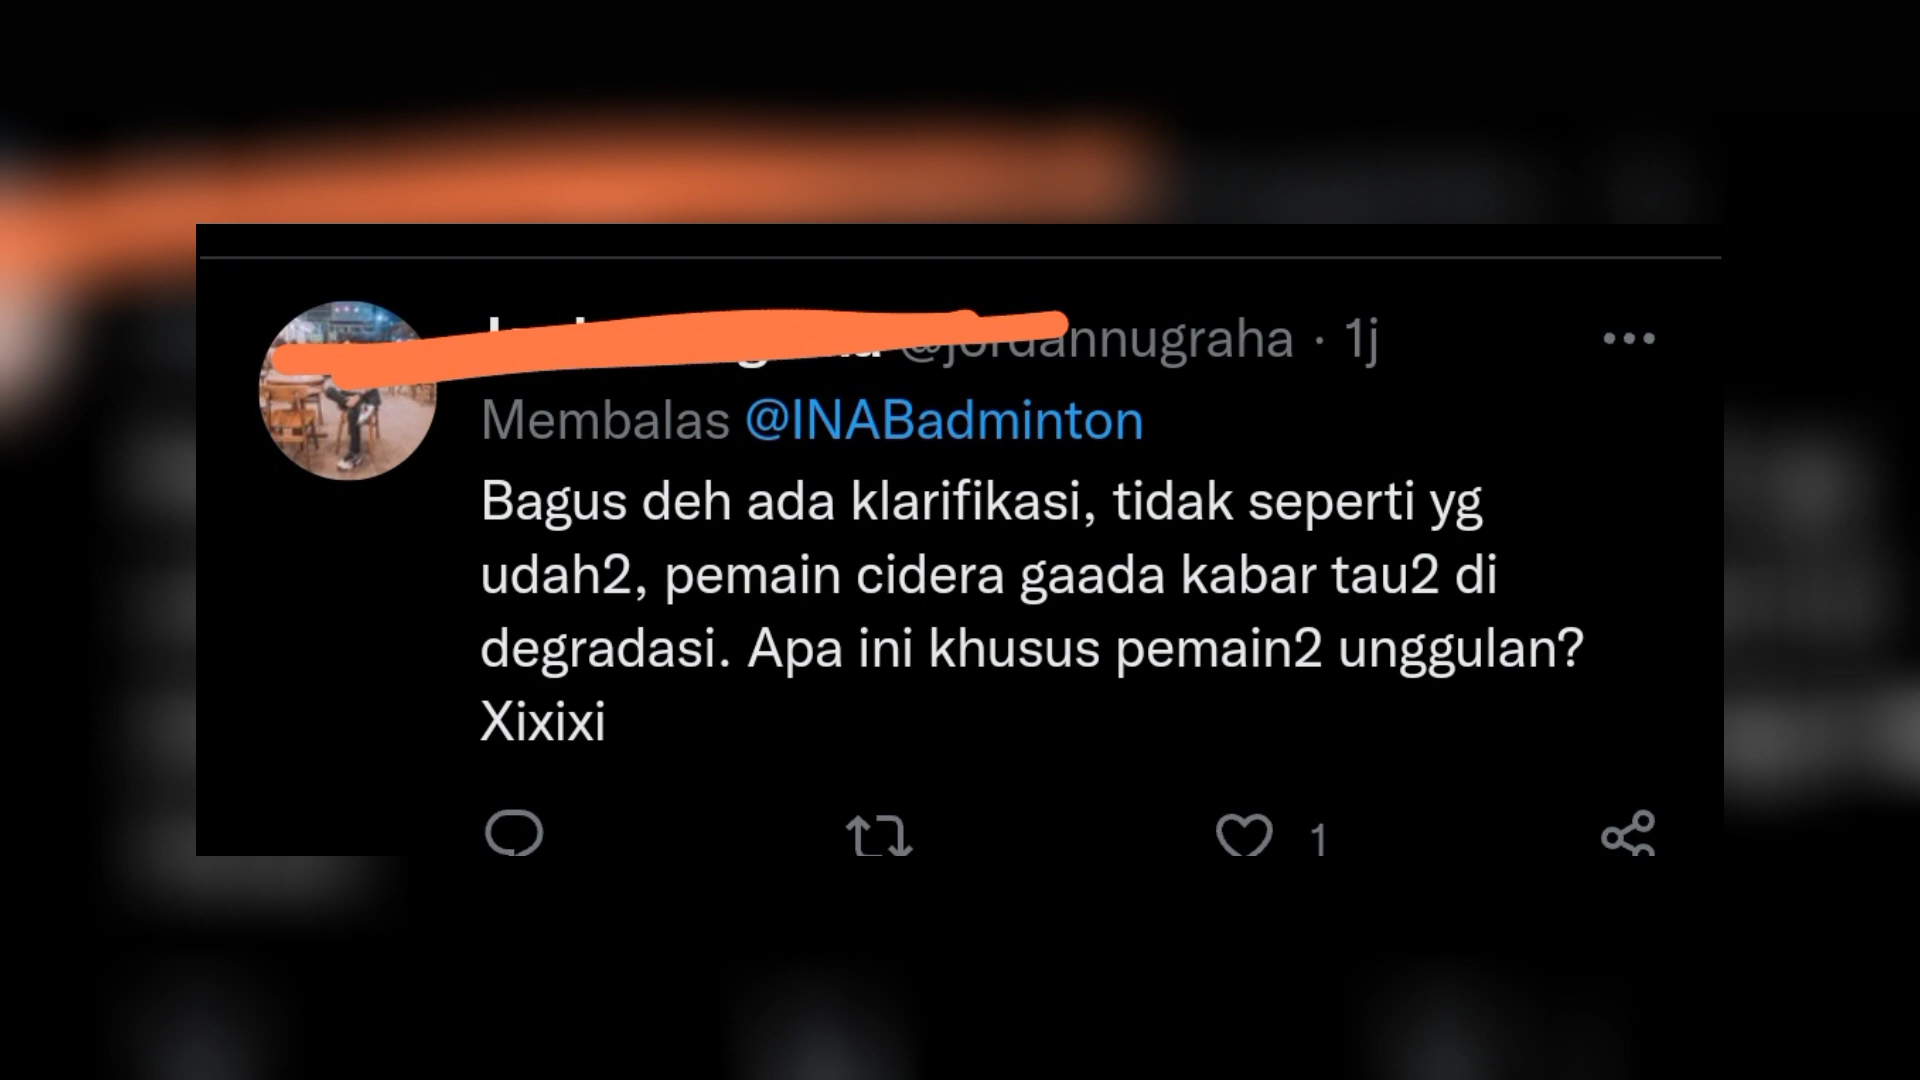 @jordannugraha · 1j
Membalas @INABadminton
Bagus deh ada klarifikasi, tidak seperti yg
udah2, pemain cidera gaada kabar tau2 di
degradasi. Apa ini khusus pemain2 unggulan?
Xixixi
1